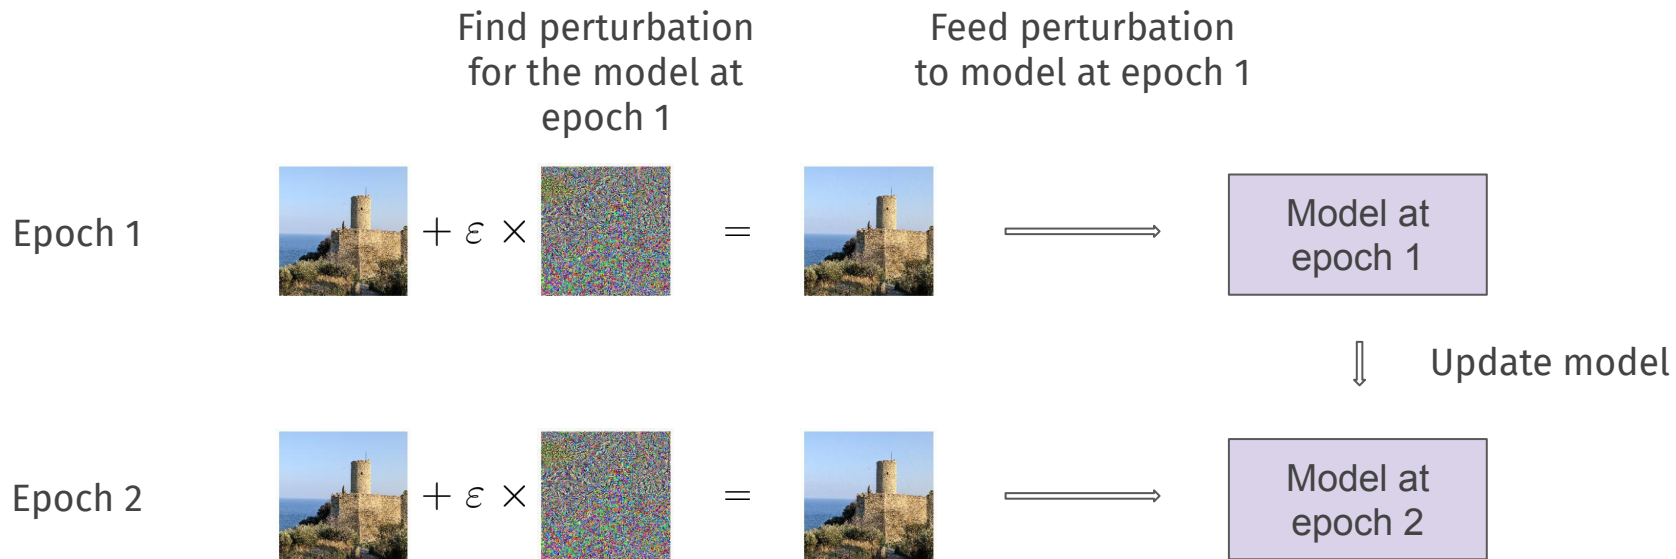 Find perturbation
for the model at
epoch 1
Feed perturbation
to model at epoch 1
Epoch 1
+ ε ×
=
Model at
epoch 1
Update model
Epoch 2
+ ε ×
=
Model at
epoch 2